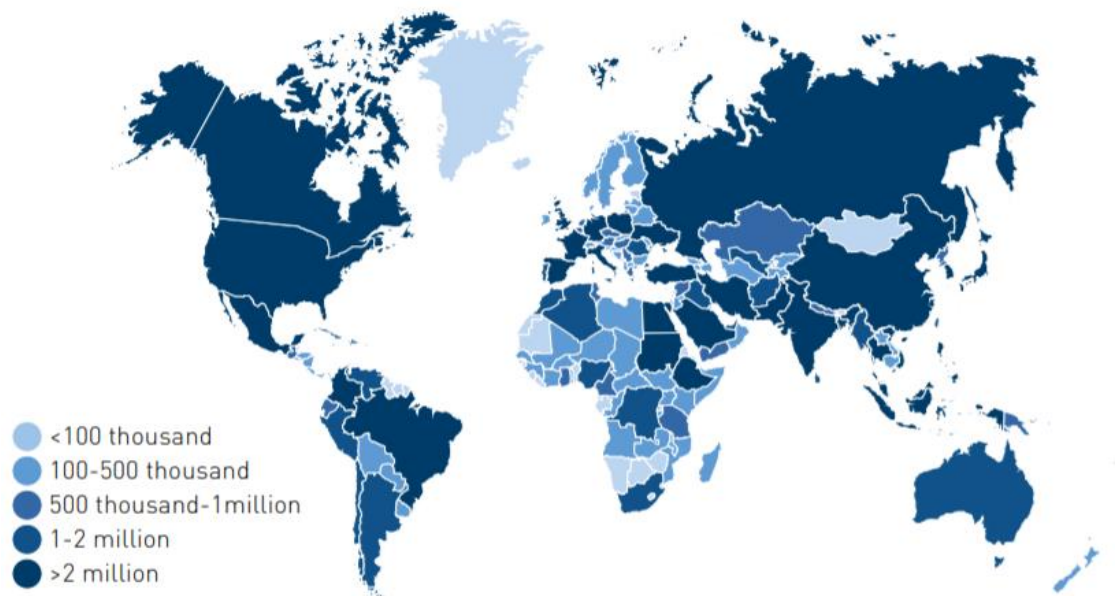 <100 thousand
100-500 thousand
500 thousand-1million
1-2 million
>2 million